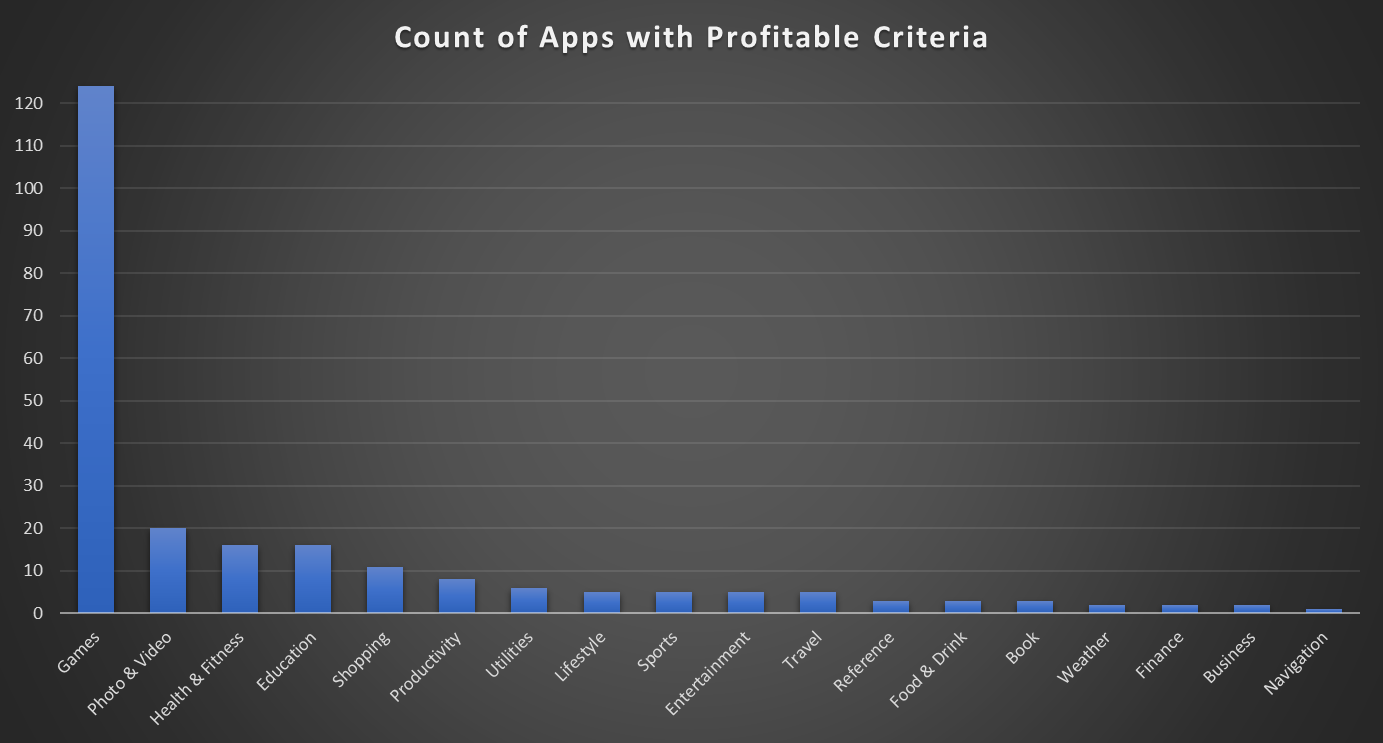 Count of Apps with Profitable Criteria
120
110
100
90
80
70
60
50
40
30
20
10
0
Games
Photo & Video
Health & Fitness
Education
Shopping
Productivity
Utilities
Lifestyle
Sports
Entertainment
Travel
Reference
Food & Drink
Book
Weather
Finance
Business
Navigation